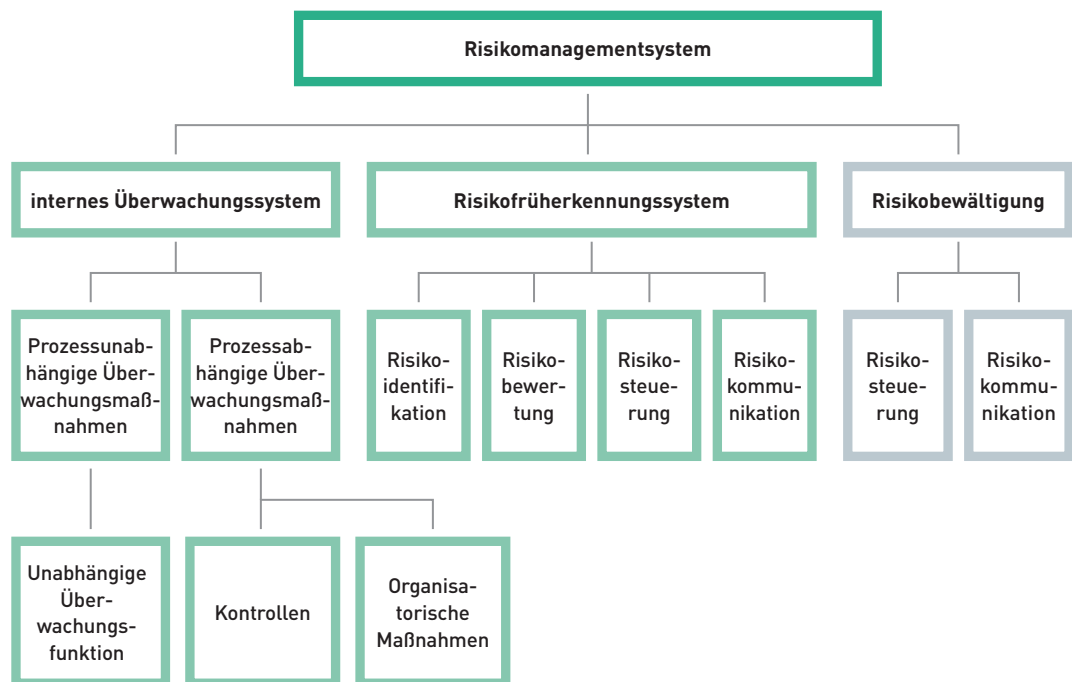 Risikomanagementsystem
internes Überwachungssystem
Risikofrüherkennungssystem
Risikobewältigung
Prozessunab-
hängige Über-
wachungsmaß-
nahmen
Prozessab-
hängige Über-
wachungsmaß-
nahmen
Risiko-
identifi-
kation
Risiko-
bewer-
tung
Risiko-
steue-
rung
Risiko-
kommu-
nikation
Risiko-
steue-
rung
Risiko-
kommu-
nikation
Unabhängige
Über-
wachungs-
funktion
Kontrollen
Organisa-
torische
Maßnahmen